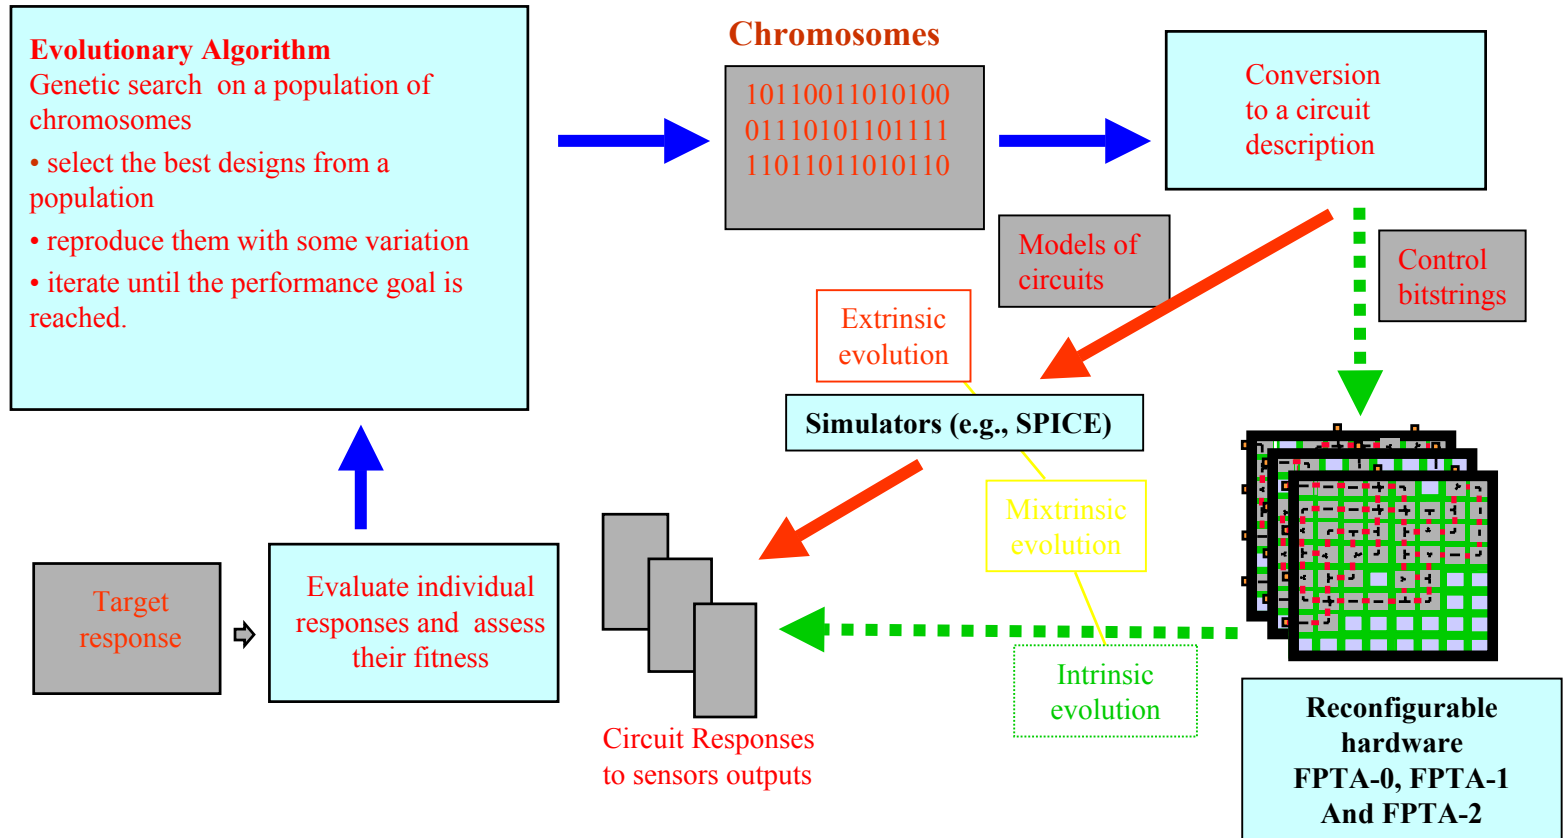 Evolutionary Algorithm
Genetic search on a population of
chromosomes
• select the best designs from a
population
• reproduce them with some variation
• iterate until the performance goal is
reached.
Chromosomes
10110011010100
01110101101111
11011011010110
Conversion
to a circuit
description
Models of
circuits
Control
bitstrings
Extrinsic
evolution
Simulators (e.g., SPICE)
Mixtrinsic
evolution
Target
response
Evaluate individual
responses and assess
their fitness
Intrinsic
evolution
Circuit Responses
to sensors outputs
Reconfigurable
hardware
FPTA-0, FPTA-1
And FPTA-2